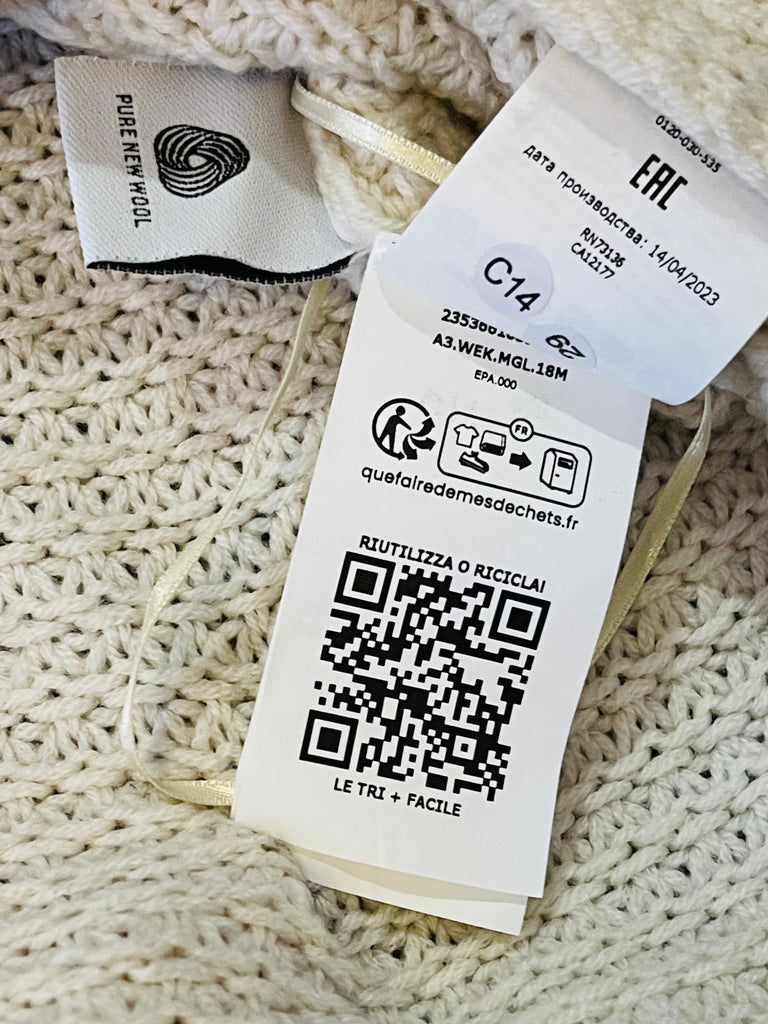 PURE NEW WOOL
0120-030-535
EAC
дата производства: 14/04/2023
RN73136
CA12177
C14
62
A3.WEK.MGL.18M
EPA.000
FR
quefairedemesdechets.fr
RIUTILIZZA O RICICLA!
LE TRI + FACILE